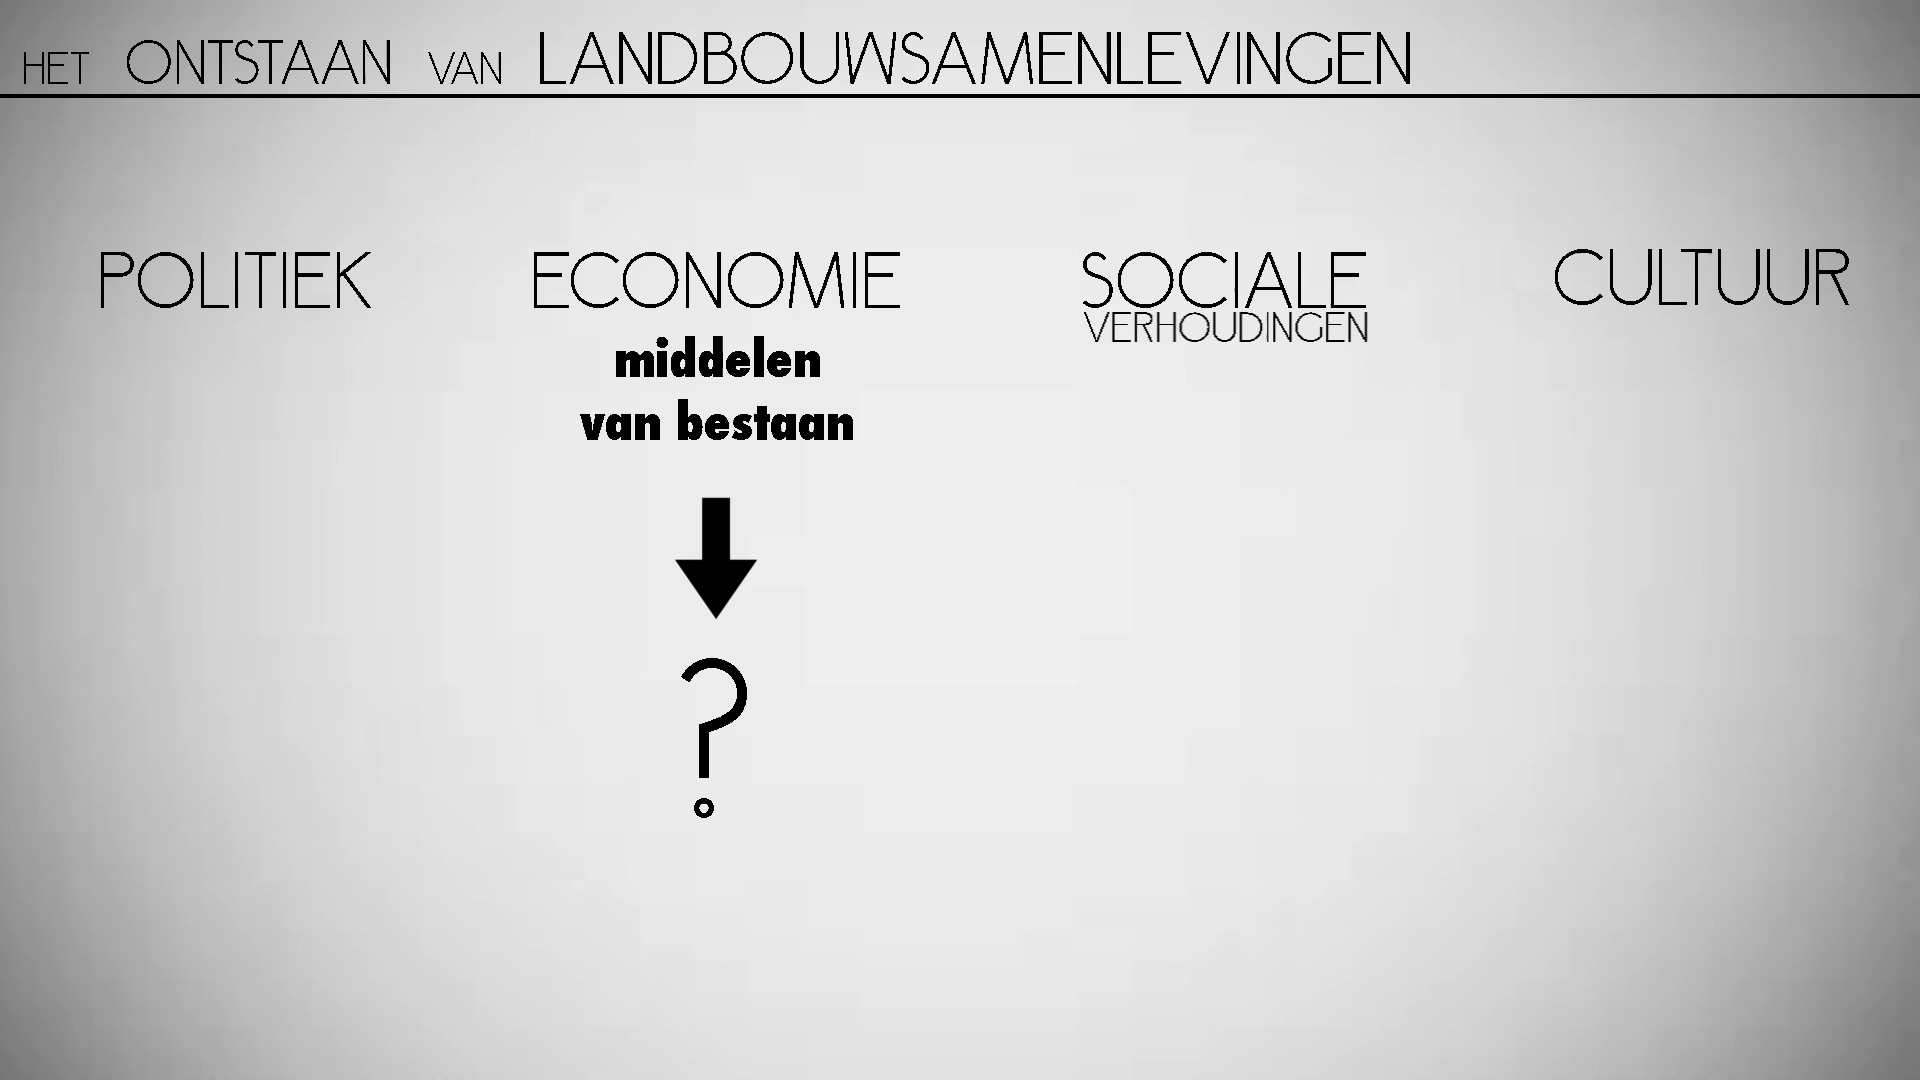 HET ONTSTAAN VAN LANDBOUWSAMENLEVINGEN
POLITIEK
ECONOMIE
middelen
van bestaan
?
SOCIALE
VERHOUDINGEN
CULTUUR